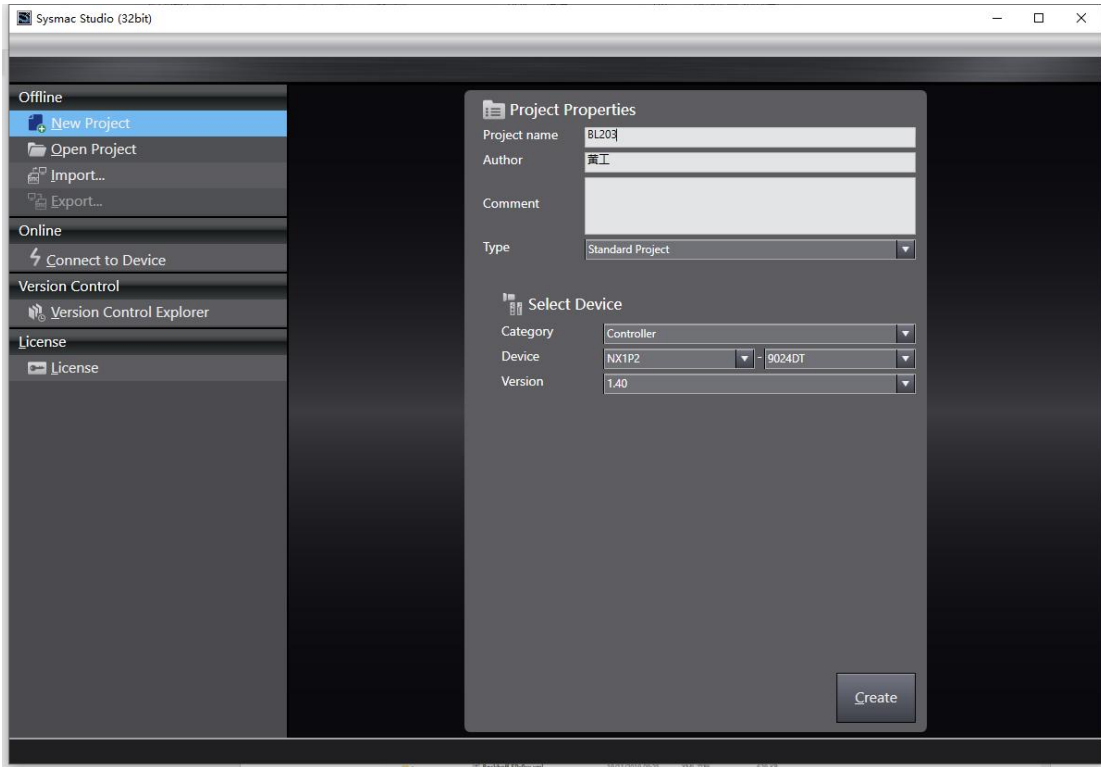 Sysmac Studio (32bit)
Offline
New Project
Open Project
Import...
Export...
Online
Connect to Device
Version Control
Version Control Explorer
License
License
Project Properties
Project name BL203
Author 黄工
Comment
Type Standard Project
Select Device
Category Controller
Device NX1P2 - 9024DT
Version 1.40
Create